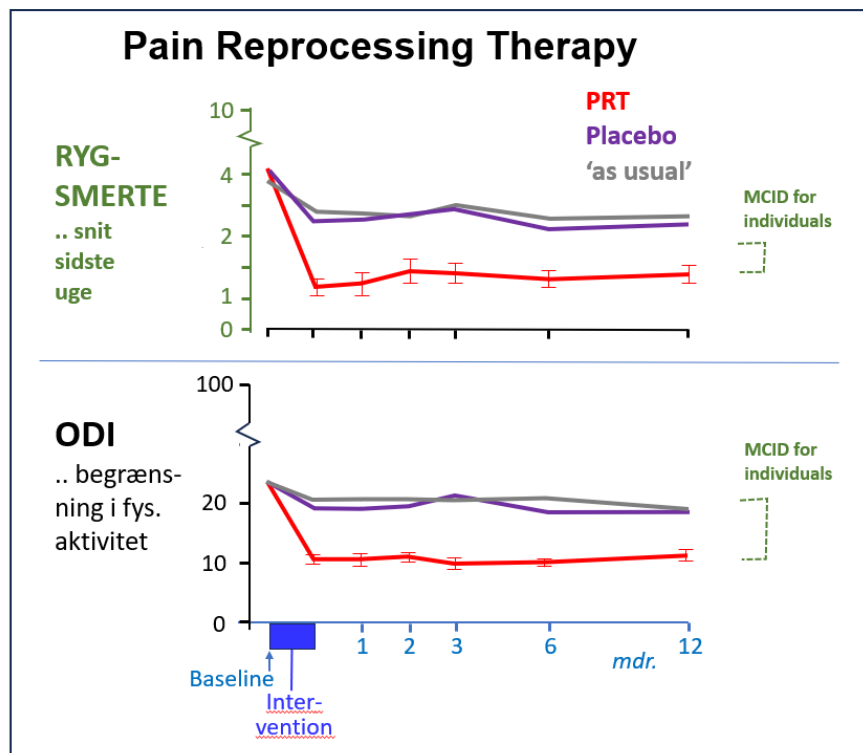 Pain Reprocessing Therapy
PRT
Placebo
'as usual'
RYG-
SMERTE
.. snit
sidste
uge
10
4
2
1
0
MCID for
individuals
ODI
.. begræns-
ning i fys.
aktivitet
100
20
10
0
MCID for
individuals
1
2
3
6
12
mdr.
Baseline
Inter-
vention